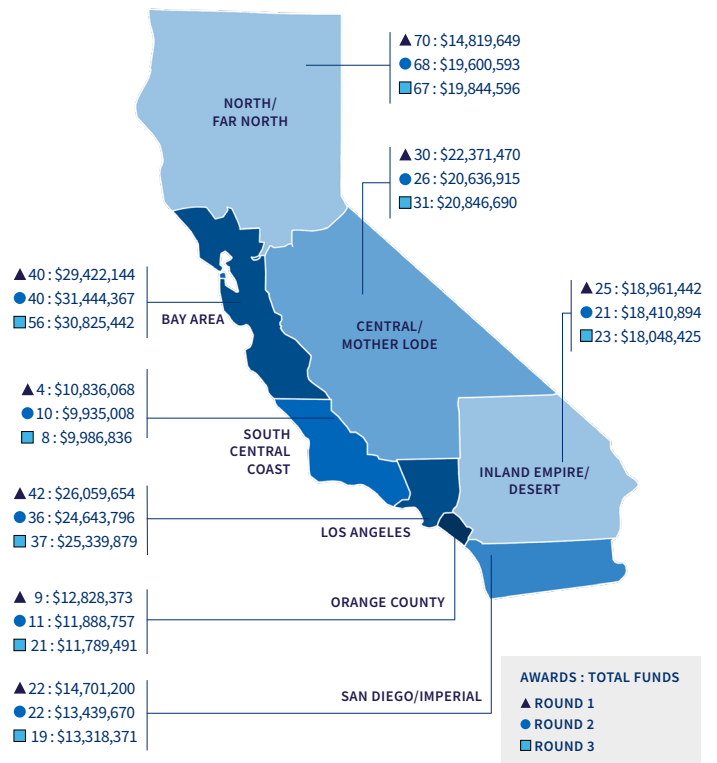 ▲ 70 : $14,819,649
● 68 : $19,600,593
■ 67 : $19,844,596
NORTH/
FAR NORTH
▲ 30 : $22,371,470
● 26 : $20,636,915
■ 31: $20,846,690
▲ 40 : $29,422,144
● 40 : $31,444,367
■ 56 : $30,825,442
BAY AREA
▲ 25 : $18,961,442
● 21 : $18,410,894
■ 23 : $18,048,425
CENTRAL/
MOTHER LODE
▲ 4 : $10,836,068
● 10 : $9,935,008
■ 8 : $9,986,836
SOUTH
CENTRAL
COAST
INLAND EMPIRE/
DESERT
▲ 42 : $26,059,654
● 36 : $24,643,796
■ 37 : $25,339,879
LOS ANGELES
▲ 9 : $12,828,373
● 11 : $11,888,757
■ 21 : $11,789,491
ORANGE COUNTY
▲ 22 : $14,701,200
● 22 : $13,439,670
■ 19 : $13,318,371
SAN DIEGO/IMPERIAL
AWARDS : TOTAL FUNDS
▲ ROUND 1
● ROUND 2
■ ROUND 3